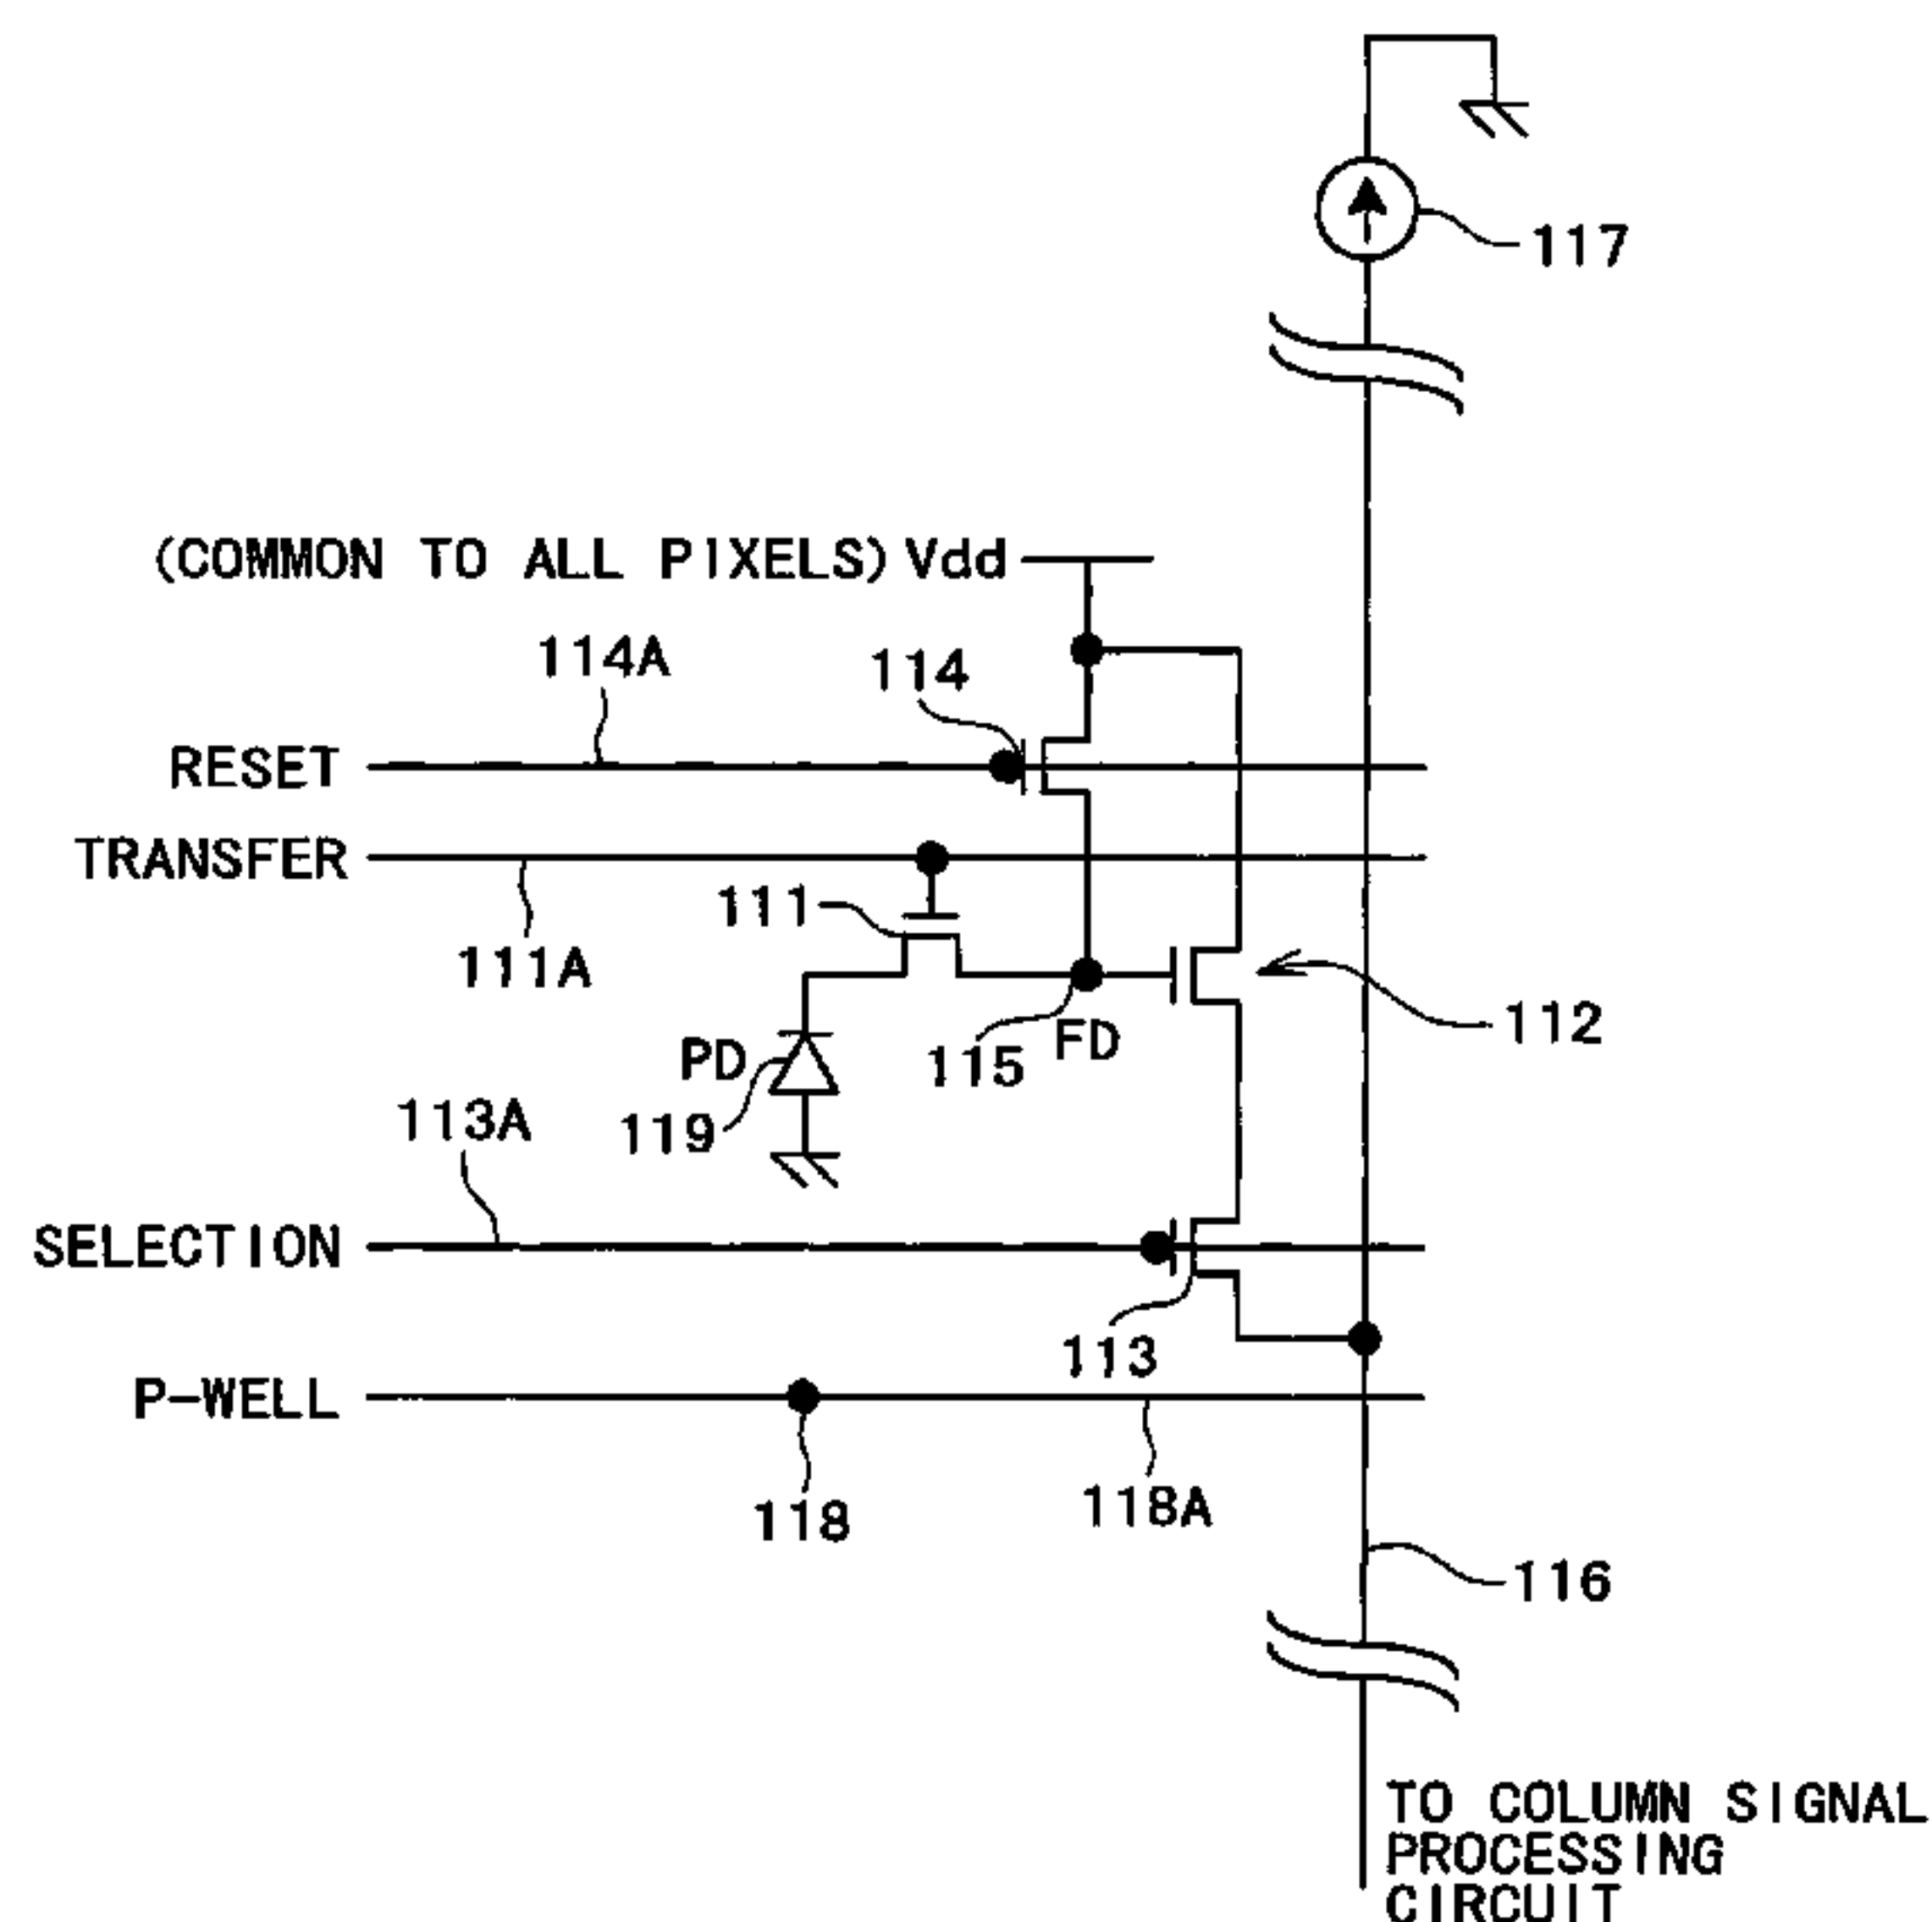 117
(COMMON TO ALL PIXELS) Vdd
114A
114
RESET
TRANSFER
111
111A
112
PD
115
FD
113A
119
SELECTION
113
P-WELL
118
118A
116
TO COLUMN SIGNAL
PROCESSING
CIRCUIT